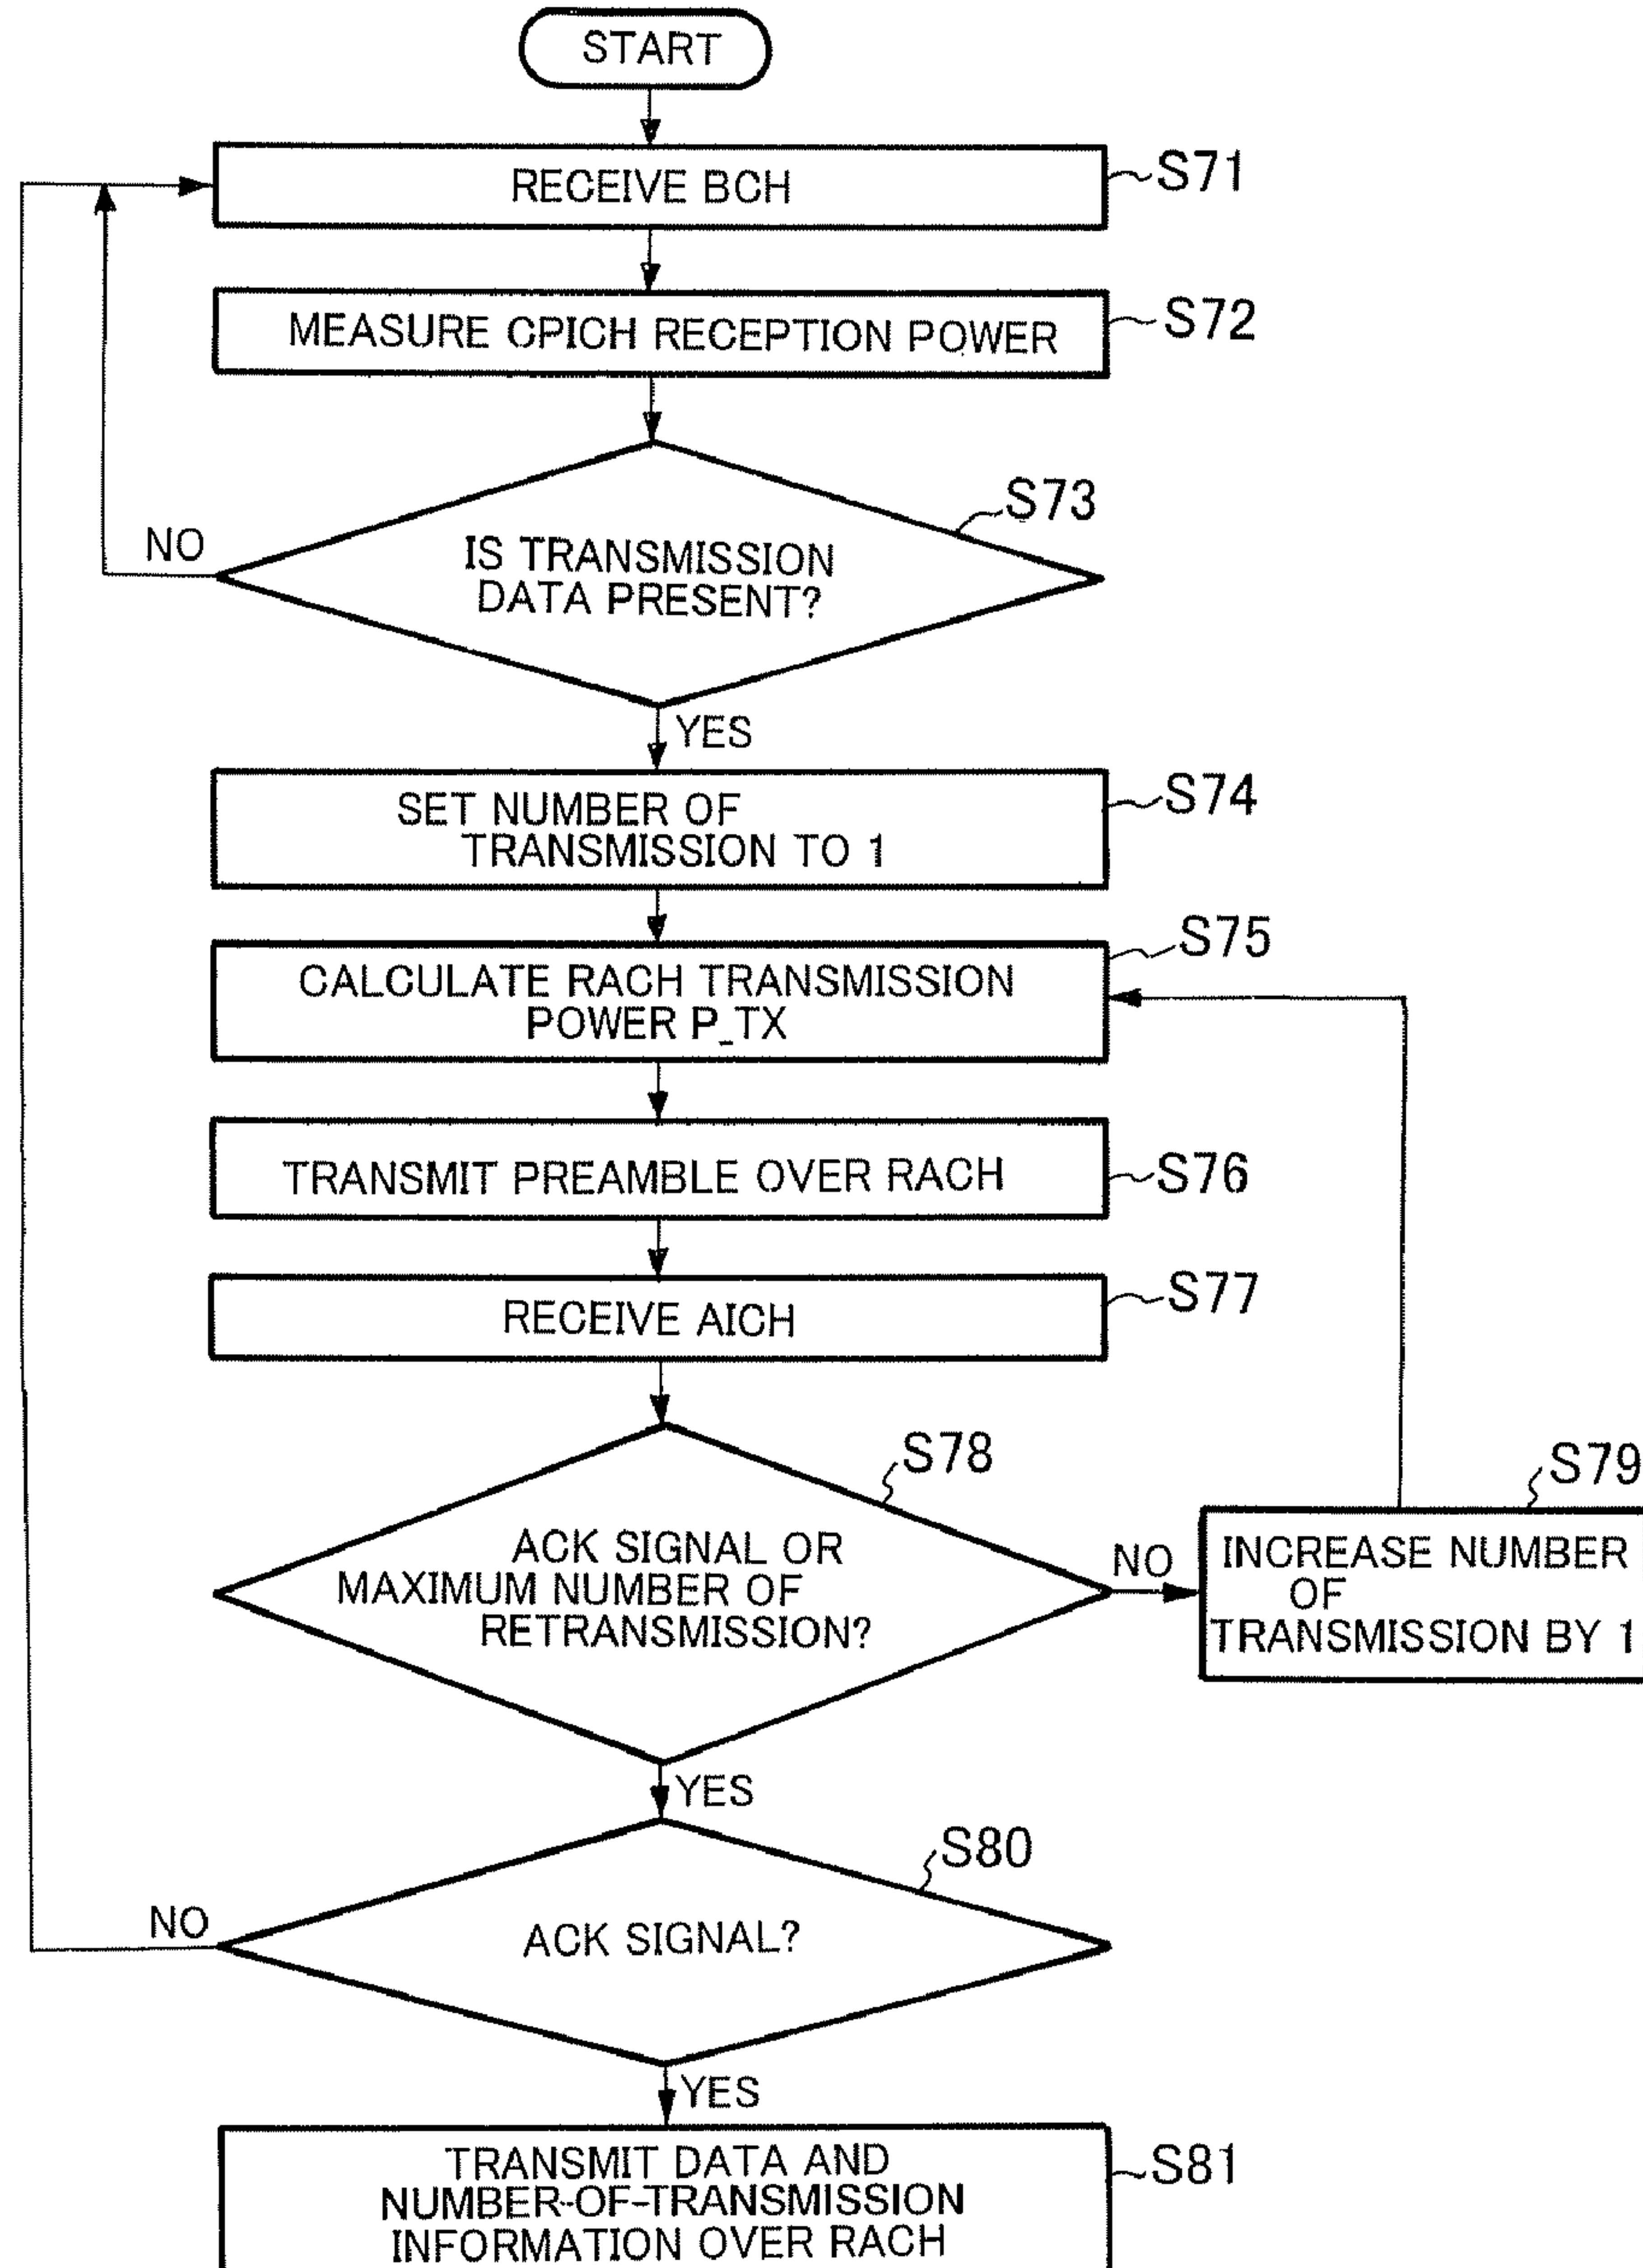 START
RECEIVE BCH
S71
MEASURE CPICH RECEPTION POWER
S72
S73
NO
IS TRANSMISSION
DATA PRESENT?
YES
SET NUMBER OF
TRANSMISSION TO 1
S74
S75
CALCULATE RACH TRANSMISSION
POWER P_TX
TRANSMIT PREAMBLE OVER RACH
S76
RECEIVE AICH
S77
S78
ACK SIGNAL OR
MAXIMUM NUMBER OF
RETRANSMISSION?
NO
S79
INCREASE NUMBER
OF
TRANSMISSION BY 1
YES
S80
NO
ACK SIGNAL?
YES
TRANSMIT DATA AND
NUMBER-OF-TRANSMISSION
INFORMATION OVER RACH
S81